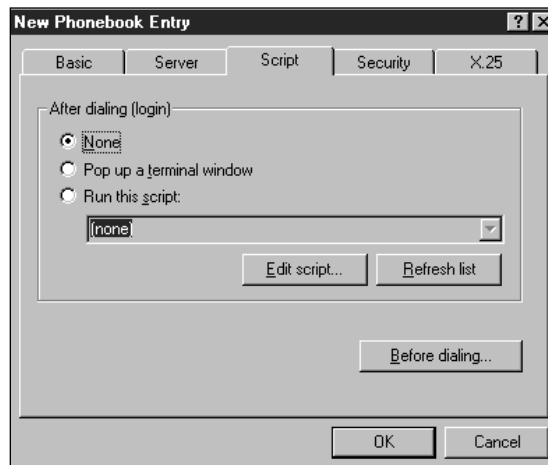 New Phonebook Entry
Basic Server Script Security X.25
After dialing (login)
None
Pop up a terminal window
Run this script:
(none)
Edit script... Refresh list
Before dialing...
OK Cancel